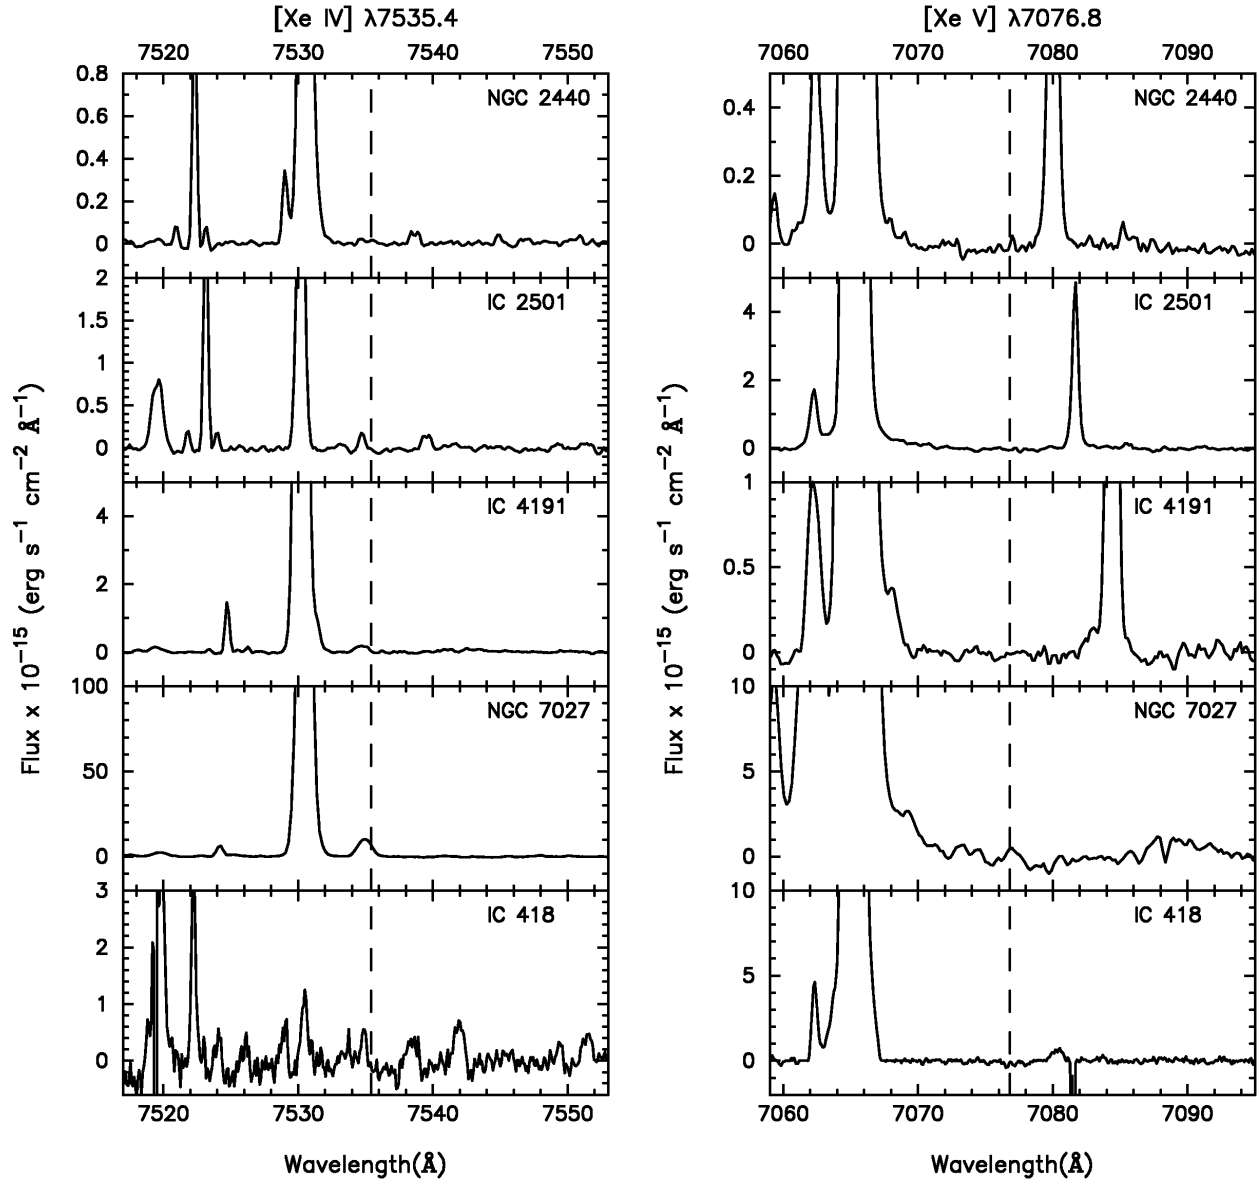 [Xe IV] λ7535.4
[Xe V] λ7076.8
7520 7530 7540 7550
7060 7070 7080 7090
0.8
0.6
0.4
0.2
0
NGC 2440
0.4
0.2
0
NGC 2440
2
1.5
1
0.5
0
IC 2501
4
2
0
IC 2501
4
2
0
IC 4191
1
0.5
0
IC 4191
100
50
0
NGC 7027
10
5
0
NGC 7027
3
2
1
0
IC 418
10
5
0
IC 418
Flux x 10⁻¹⁵ (erg s⁻¹ cm⁻² Å⁻¹)
Flux x 10⁻¹⁵ (erg s⁻¹ cm⁻² Å⁻¹)
7520 7530 7540 7550
7060 7070 7080 7090
Wavelength(Å)
Wavelength(Å)